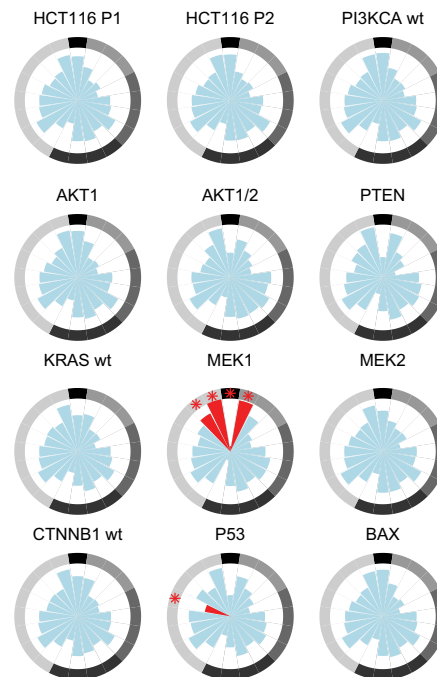 HCT116 P1 HCT116 P2 PI3KCA wt
AKT1 AKT1/2 PTEN
KRAS wt MEK1 MEK2
CTNNB1 wt P53 BAX